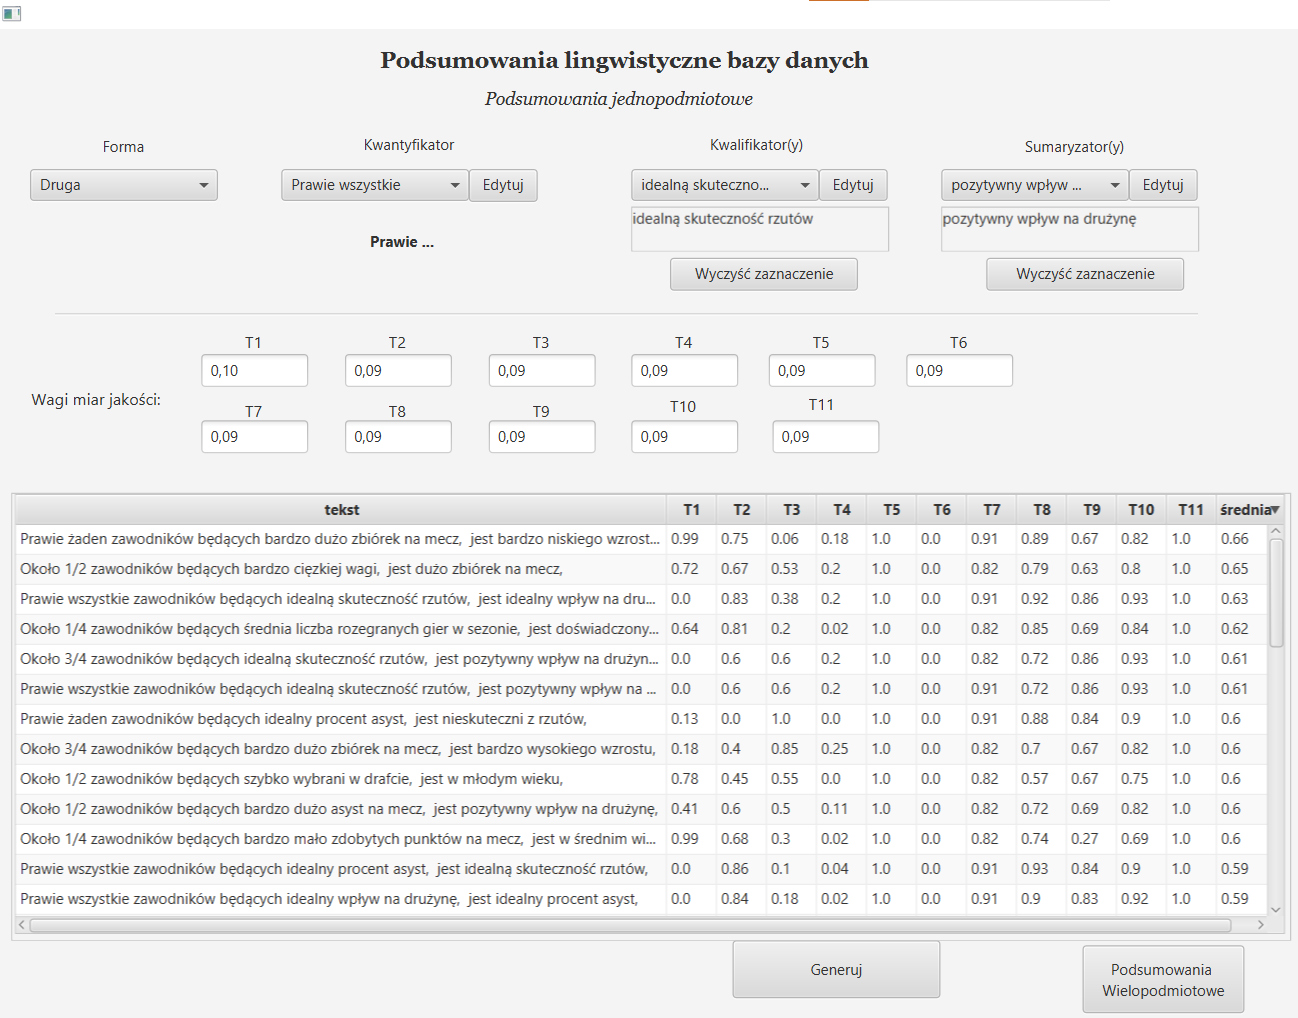 Podsumowania lingwistyczne bazy danych
Podsumowania jednopodmiotowe
Forma Kwantyfikator Kwalifikator(y) Sumaryzator(y)
Druga Prawie wszystkie Edytuj idealną skuteczno... Edytuj pozytywny wpływ ... Edytuj
idealną skuteczność rzutów pozytywny wpływ na drużynę
Prawie ...
Wyczyść zaznaczenie Wyczyść zaznaczenie
T1 T2 T3 T4 T5 T6
0,10 0,09 0,09 0,09 0,09 0,09
Wagi miar jakości:
T7 T8 T9 T10 T11
0,09 0,09 0,09 0,09 0,09
tekst T1 T2 T3 T4 T5 T6 T7 T8 T9 T10 T11 średnia
Prawie żaden zawodników będących bardzo dużo zbiórek na mecz, jest bardzo niskiego wzrost... 0.99 0.75 0.06 0.18 1.0 0.0 0.91 0.89 0.67 0.82 1.0 0.66
Około 1/2 zawodników będących bardzo ciężkiej wagi, jest dużo zbiórek na mecz, 0.72 0.67 0.53 0.2 1.0 0.0 0.82 0.79 0.63 0.8 1.0 0.65
Prawie wszystkie zawodników będących idealną skuteczność rzutów, jest idealny wpływ na dru... 0.0 0.83 0.38 0.2 1.0 0.0 0.91 0.92 0.86 0.93 1.0 0.63
Około 1/4 zawodników będących średnia liczba rozegranych gier w sezonie, jest doświadczony... 0.64 0.81 0.2 0.02 1.0 0.0 0.82 0.85 0.69 0.84 1.0 0.62
Około 3/4 zawodników będących idealną skuteczność rzutów, jest pozytywny wpływ na drużyn... 0.0 0.6 0.6 0.2 1.0 0.0 0.82 0.72 0.86 0.93 1.0 0.61
Prawie wszystkie zawodników będących idealną skuteczność rzutów, jest pozytywny wpływ na ... 0.0 0.6 0.6 0.2 1.0 0.0 0.91 0.72 0.86 0.93 1.0 0.61
Prawie żaden zawodników będących idealny procent asyst, jest nieskuteczni z rzutów, 0.13 0.0 1.0 0.0 1.0 0.0 0.91 0.88 0.84 0.9 1.0 0.6
Około 3/4 zawodników będących bardzo dużo zbiórek na mecz, jest bardzo wysokiego wzrostu, 0.18 0.4 0.85 0.25 1.0 0.0 0.82 0.7 0.67 0.82 1.0 0.6
Około 1/2 zawodników będących szybko wybrani w drafcie, jest w młodym wieku, 0.78 0.45 0.55 0.0 1.0 0.0 0.82 0.57 0.67 0.75 1.0 0.6
Około 1/2 zawodników będących bardzo dużo asyst na mecz, jest pozytywny wpływ na drużynę, 0.41 0.6 0.5 0.11 1.0 0.0 0.82 0.72 0.69 0.82 1.0 0.6
Około 1/4 zawodników będących bardzo mało zdobytych punktów na mecz, jest w średnim wi... 0.99 0.68 0.3 0.02 1.0 0.0 0.82 0.74 0.27 0.69 1.0 0.6
Prawie wszystkie zawodników będących idealny procent asyst, jest idealną skuteczność rzutów, 0.0 0.86 0.1 0.04 1.0 0.0 0.91 0.93 0.84 0.9 1.0 0.59
Prawie wszystkie zawodników będących idealny wpływ na drużynę, jest idealny procent asyst, 0.0 0.84 0.18 0.02 1.0 0.0 0.91 0.9 0.83 0.92 1.0 0.59
Generuj
Podsumowania
Wielopodmiotowe